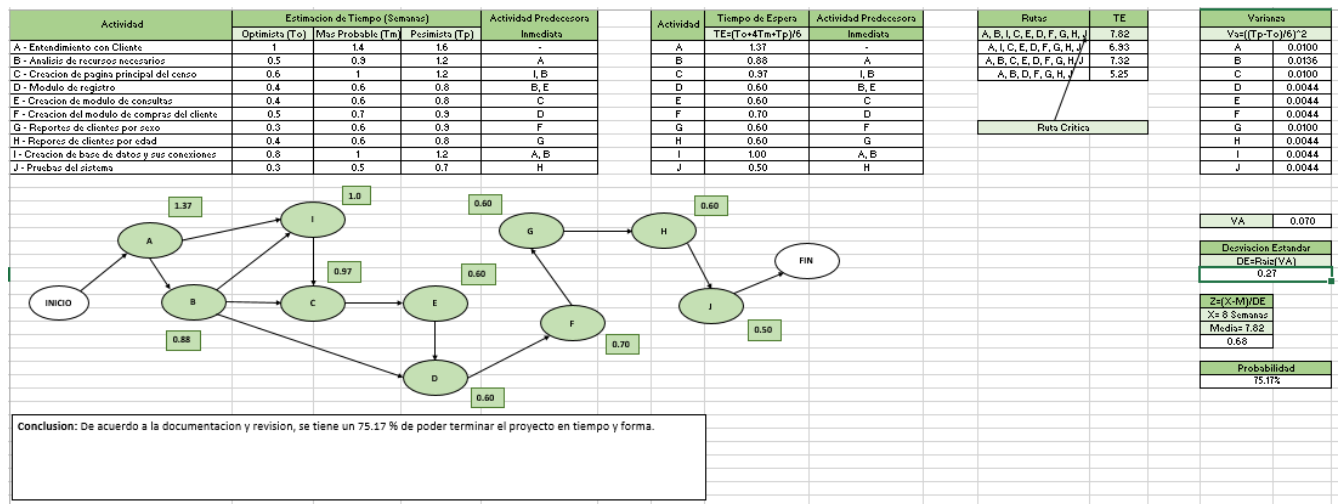 Actividad Estimacion de Tiempo (Semanas) Actividad Predecesora
Optimista (To) Mas Probable (Tm) Pesimista (Tp) Inmediata
A - Entendimiento con Cliente 1 1.4 1.6 -
B - Analisis de recursos necesarios 0.5 0.9 1.2 A
C - Creacion de pagina principal del censo 0.6 1 1.2 I, B
D - Modulo de registro 0.4 0.6 0.8 B, E
E - Creacion de modulo de consultas 0.4 0.6 0.8 C
F - Creacion del modulo de compras del cliente 0.5 0.7 0.9 D
G - Reportes de clientes por sexo 0.3 0.6 0.9 F
H - Repores de clientes por edad 0.4 0.6 0.8 G
I - Creacion de base de datos y sus conexiones 0.8 1 1.2 A, B
J - Pruebas del sistema 0.3 0.5 0.7 H
Actividad Tiempo de Espera Actividad Predecesora
TE=(To+4Tm+Tp)/6 Inmediata
A 1.37 -
B 0.88 A
C 0.97 I, B
D 0.60 B, E
E 0.60 C
F 0.70 D
G 0.60 F
H 0.60 G
I 1.00 A, B
J 0.50 H
Rutas TE
A, B, I, C, E, D, F, G, H, J 7.82
A, I, C, E, D, F, G, H, J 6.93
A, B, C, E, D, F, G, H, J 7.32
A, B, D, F, G, H, J 5.25
Ruta Critica
Varianza
Va=((Tp-To)/6)^2
A 0.0100
B 0.0136
C 0.0100
D 0.0044
E 0.0044
F 0.0044
G 0.0100
H 0.0044
I 0.0044
J 0.0044
VA 0.070
Desviacion Estandar
DE=Raiz(VA)
0.27
Z=(X-M)/DE
X= 8 Semanas
Media= 7.82
0.68
Probabilidad
75.17%
INICIO
A
1.37
B
0.88
I
1.0
C
0.97
E
0.60
D
0.60
F
0.70
G
0.60
H
0.60
J
0.50
FIN
Conclusion: De acuerdo a la documentacion y revision, se tiene un 75.17 % de poder terminar el proyecto en tiempo y forma.